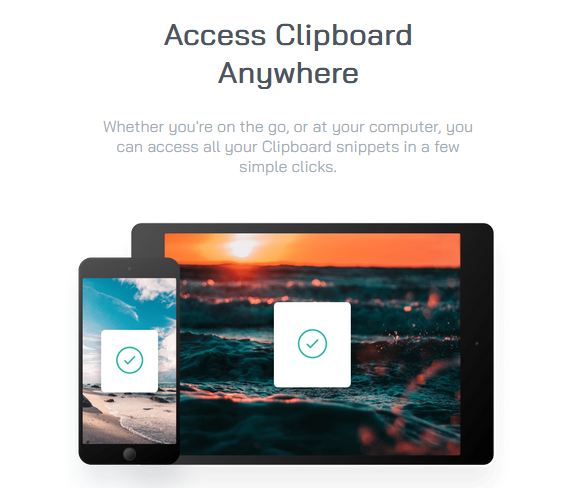 Access Clipboard
Anywhere
Whether you're on the go, or at your computer, you
can access all your Clipboard snippets in a few
simple clicks.